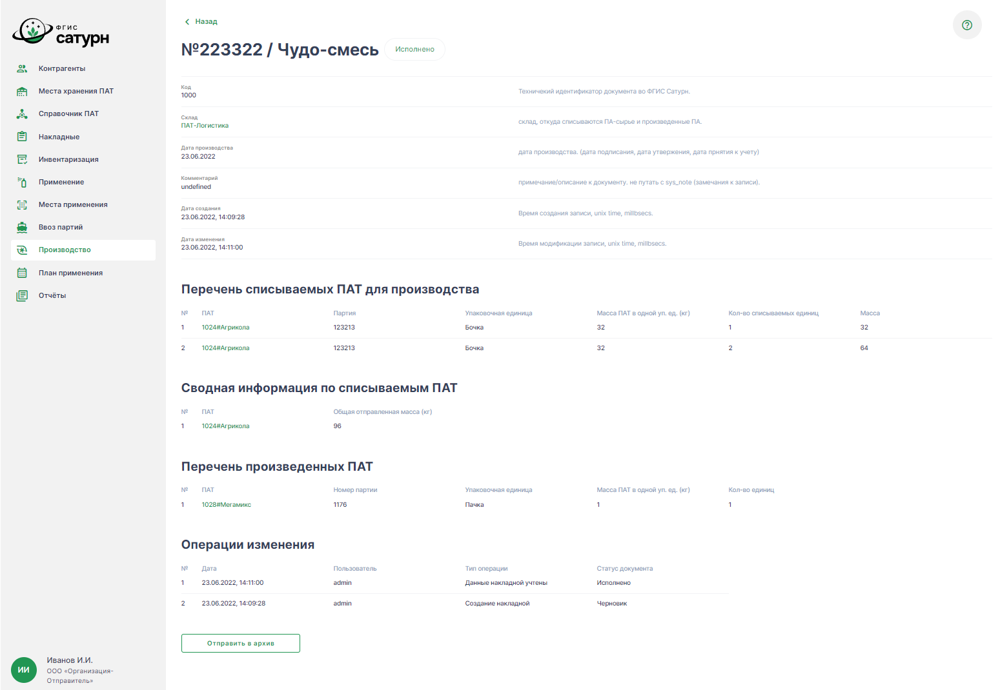 ФГИС
сатурн
Контрагенты
Места хранения ПАТ
Справочник ПАТ
Накладные
Инвентаризация
Применение
Места применения
Ввоз партий
Производство
План применения
Отчёты
ИИ
Иванов И.И.
ООО «Организация-
Отправитель»
Назад
№223322 / Чудо-смесь Исполнено
Код
1000
Техничекий идентификатор документа во ФГИС Сатурн.
Склад
ПАТ-Логистика
склад, откуда списываются ПА-сырье и произведенные ПА.
Дата производства
23.06.2022
дата производства. (дата подписания, дата утвержения, дата прнятия к учету)
Комментарий
undefined
примечание/описание к документу. не путать с sys_note (замечания к записи).
Дата создания
23.06.2022, 14:09:28
Время создания записи, unix time, millbsecs.
Дата изменения
23.06.2022, 14:11:00
Время модификации записи, unix time, millbsecs.
Перечень списываемых ПАТ для производства
№ ПАТ Партия Упаковочная единица Масса ПАТ в одной уп. ед. (кг) Кол-во списываемых единиц Масса
1 1024#Агрикола 123213 Бочка 32 1 32
2 1024#Агрикола 123213 Бочка 32 2 64
Сводная информация по списываемым ПАТ
№ ПАТ Общая отправленная масса (кг)
1 1024#Агрикола 96
Перечень произведенных ПАТ
№ ПАТ Номер партии Упаковочная единица Масса ПАТ в одной уп. ед. (кг) Кол-во единиц
1 1028#Мегамикс 1176 Пачка 1 1
Операции изменения
№ Дата Пользователь Тип операции Статус документа
1 23.06.2022, 14:11:00 admin Данные накладной учтены Исполнено
2 23.06.2022, 14:09:28 admin Создание накладной Черновик
Отправить в архив